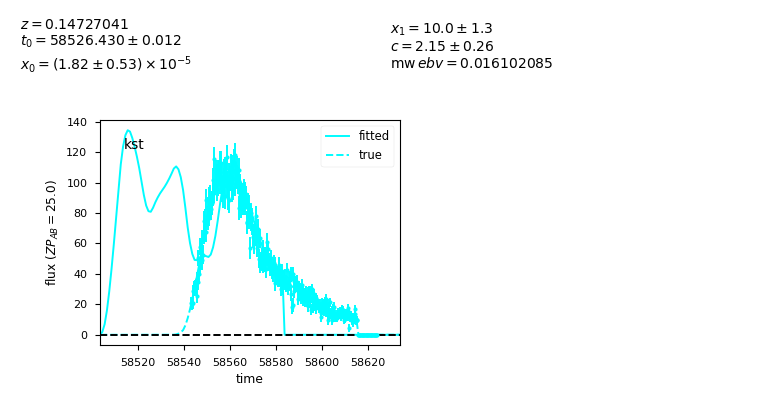 z = 0.14727041
t₀ = 58526.430 ± 0.012
x₀ = (1.82 ± 0.53) × 10⁻⁵
x₁ = 10.0 ± 1.3
c = 2.15 ± 0.26
mw ebv = 0.016102085
kst
fitted
true
flux (ZP_AB = 25.0)
140
120
100
80
60
40
20
0
58520 58540 58560 58580 58600 58620
time